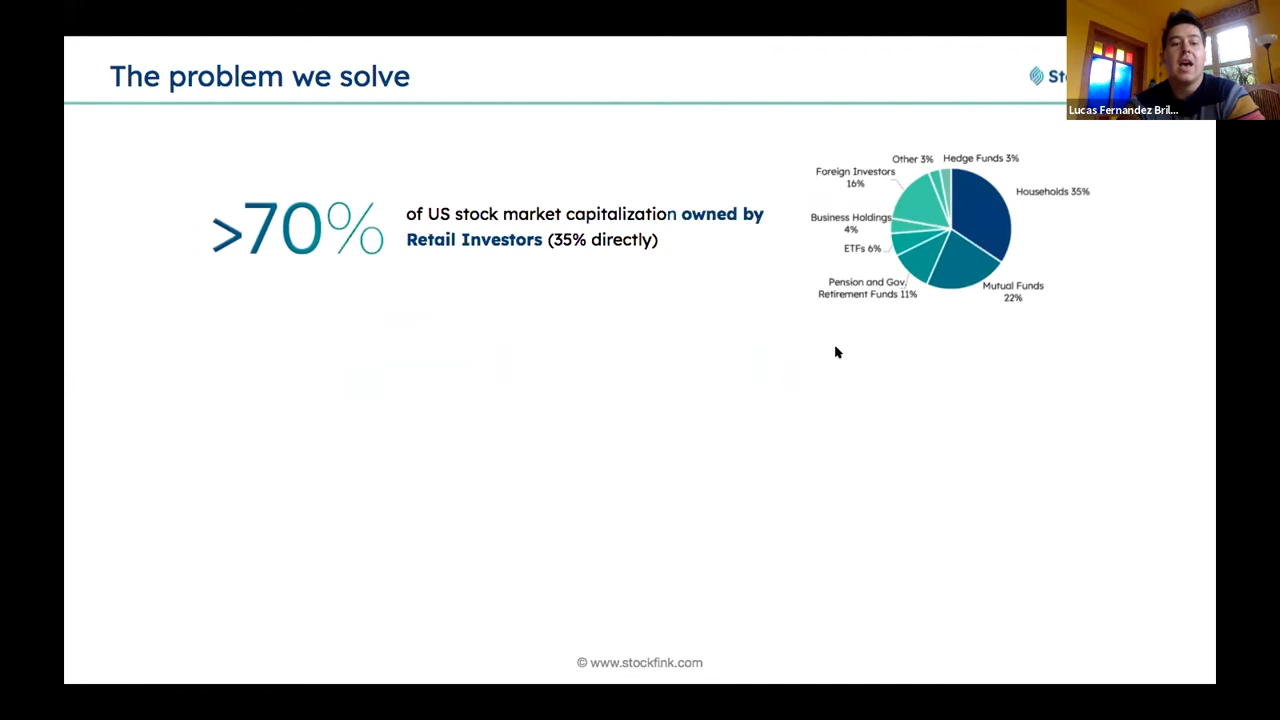 The problem we solve
Lucas Fernandez Bril...
>70%
of US stock market capitalization owned by
Retail Investors (35% directly)
Other 3%
Hedge Funds 3%
Foreign Investors
16%
Households 35%
Business Holdings
4%
ETFs 6%
Pension and Gov.
Retirement Funds 11%
Mutual Funds
22%
© www.stockfink.com